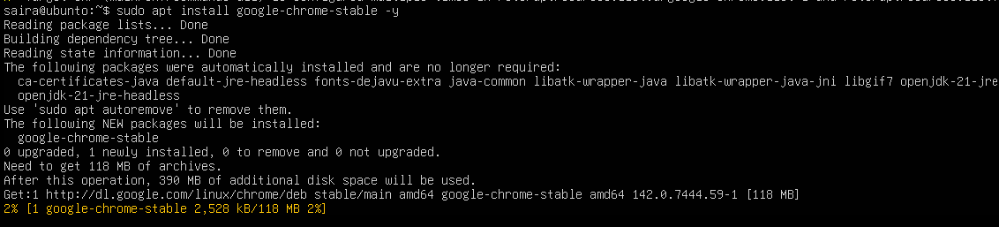 saira@ubunto:~$ sudo apt install google-chrome-stable -y
Reading package lists... Done
Building dependency tree... Done
Reading state information... Done
The following packages were automatically installed and are no longer required:
  ca-certificates-java default-jre-headless fonts-dejavu-extra java-common libatk-wrapper-java libatk-wrapper-java-jni libgif7 openjdk-21-jre
  openjdk-21-jre-headless
Use 'sudo apt autoremove' to remove them.
The following NEW packages will be installed:
  google-chrome-stable
0 upgraded, 1 newly installed, 0 to remove and 0 not upgraded.
Need to get 118 MB of archives.
After this operation, 390 MB of additional disk space will be used.
Get:1 http://dl.google.com/linux/chrome/deb stable/main amd64 google-chrome-stable amd64 142.0.7444.59-1 [118 MB]
2% [1 google-chrome-stable 2,528 kB/118 MB 2%]